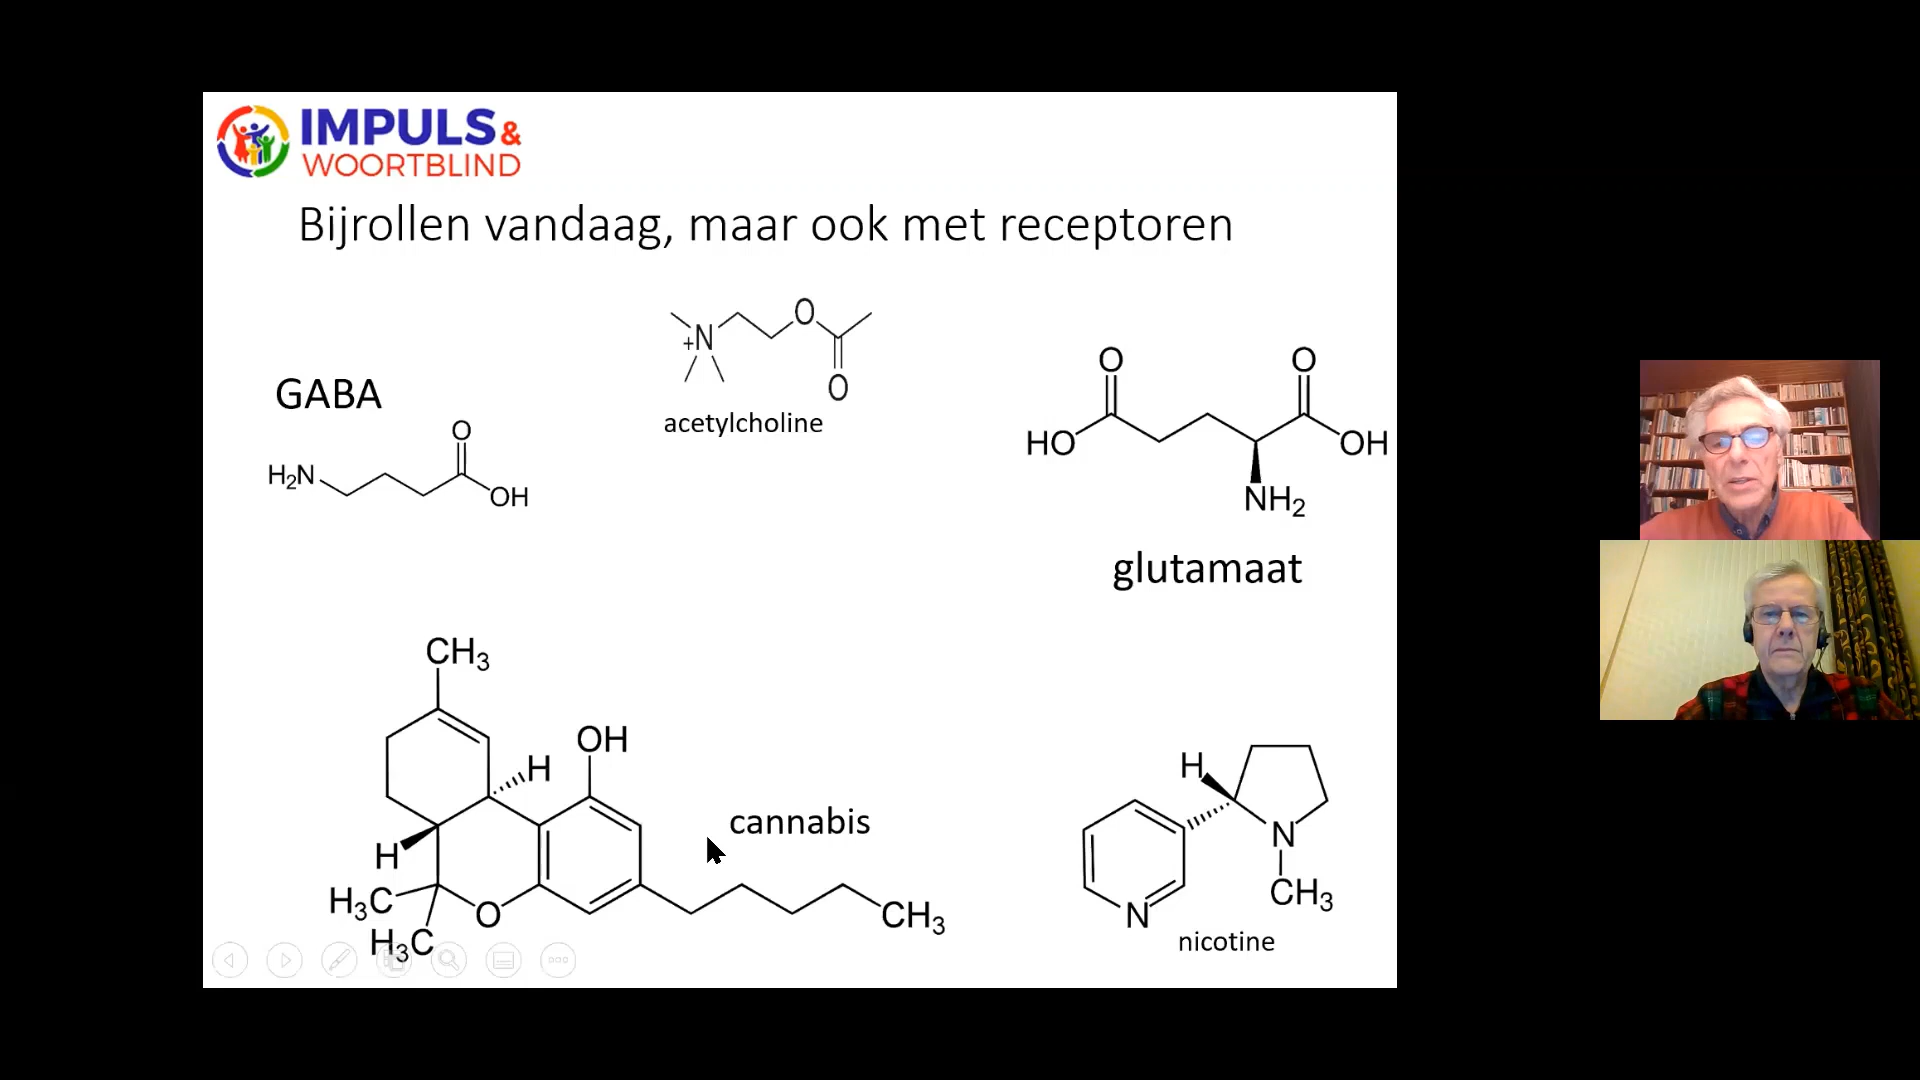 IMPULS &
WOORTBLIND
Bijrollen vandaag, maar ook met receptoren
O
N
+
O
acetylcholine
GABA
O
H2N
OH
O
O
HO
OH
NH2
glutamaat
CH3
OH
H
H
H3C
O
H3C
CH3
cannabis
H
N
CH3
N
nicotine